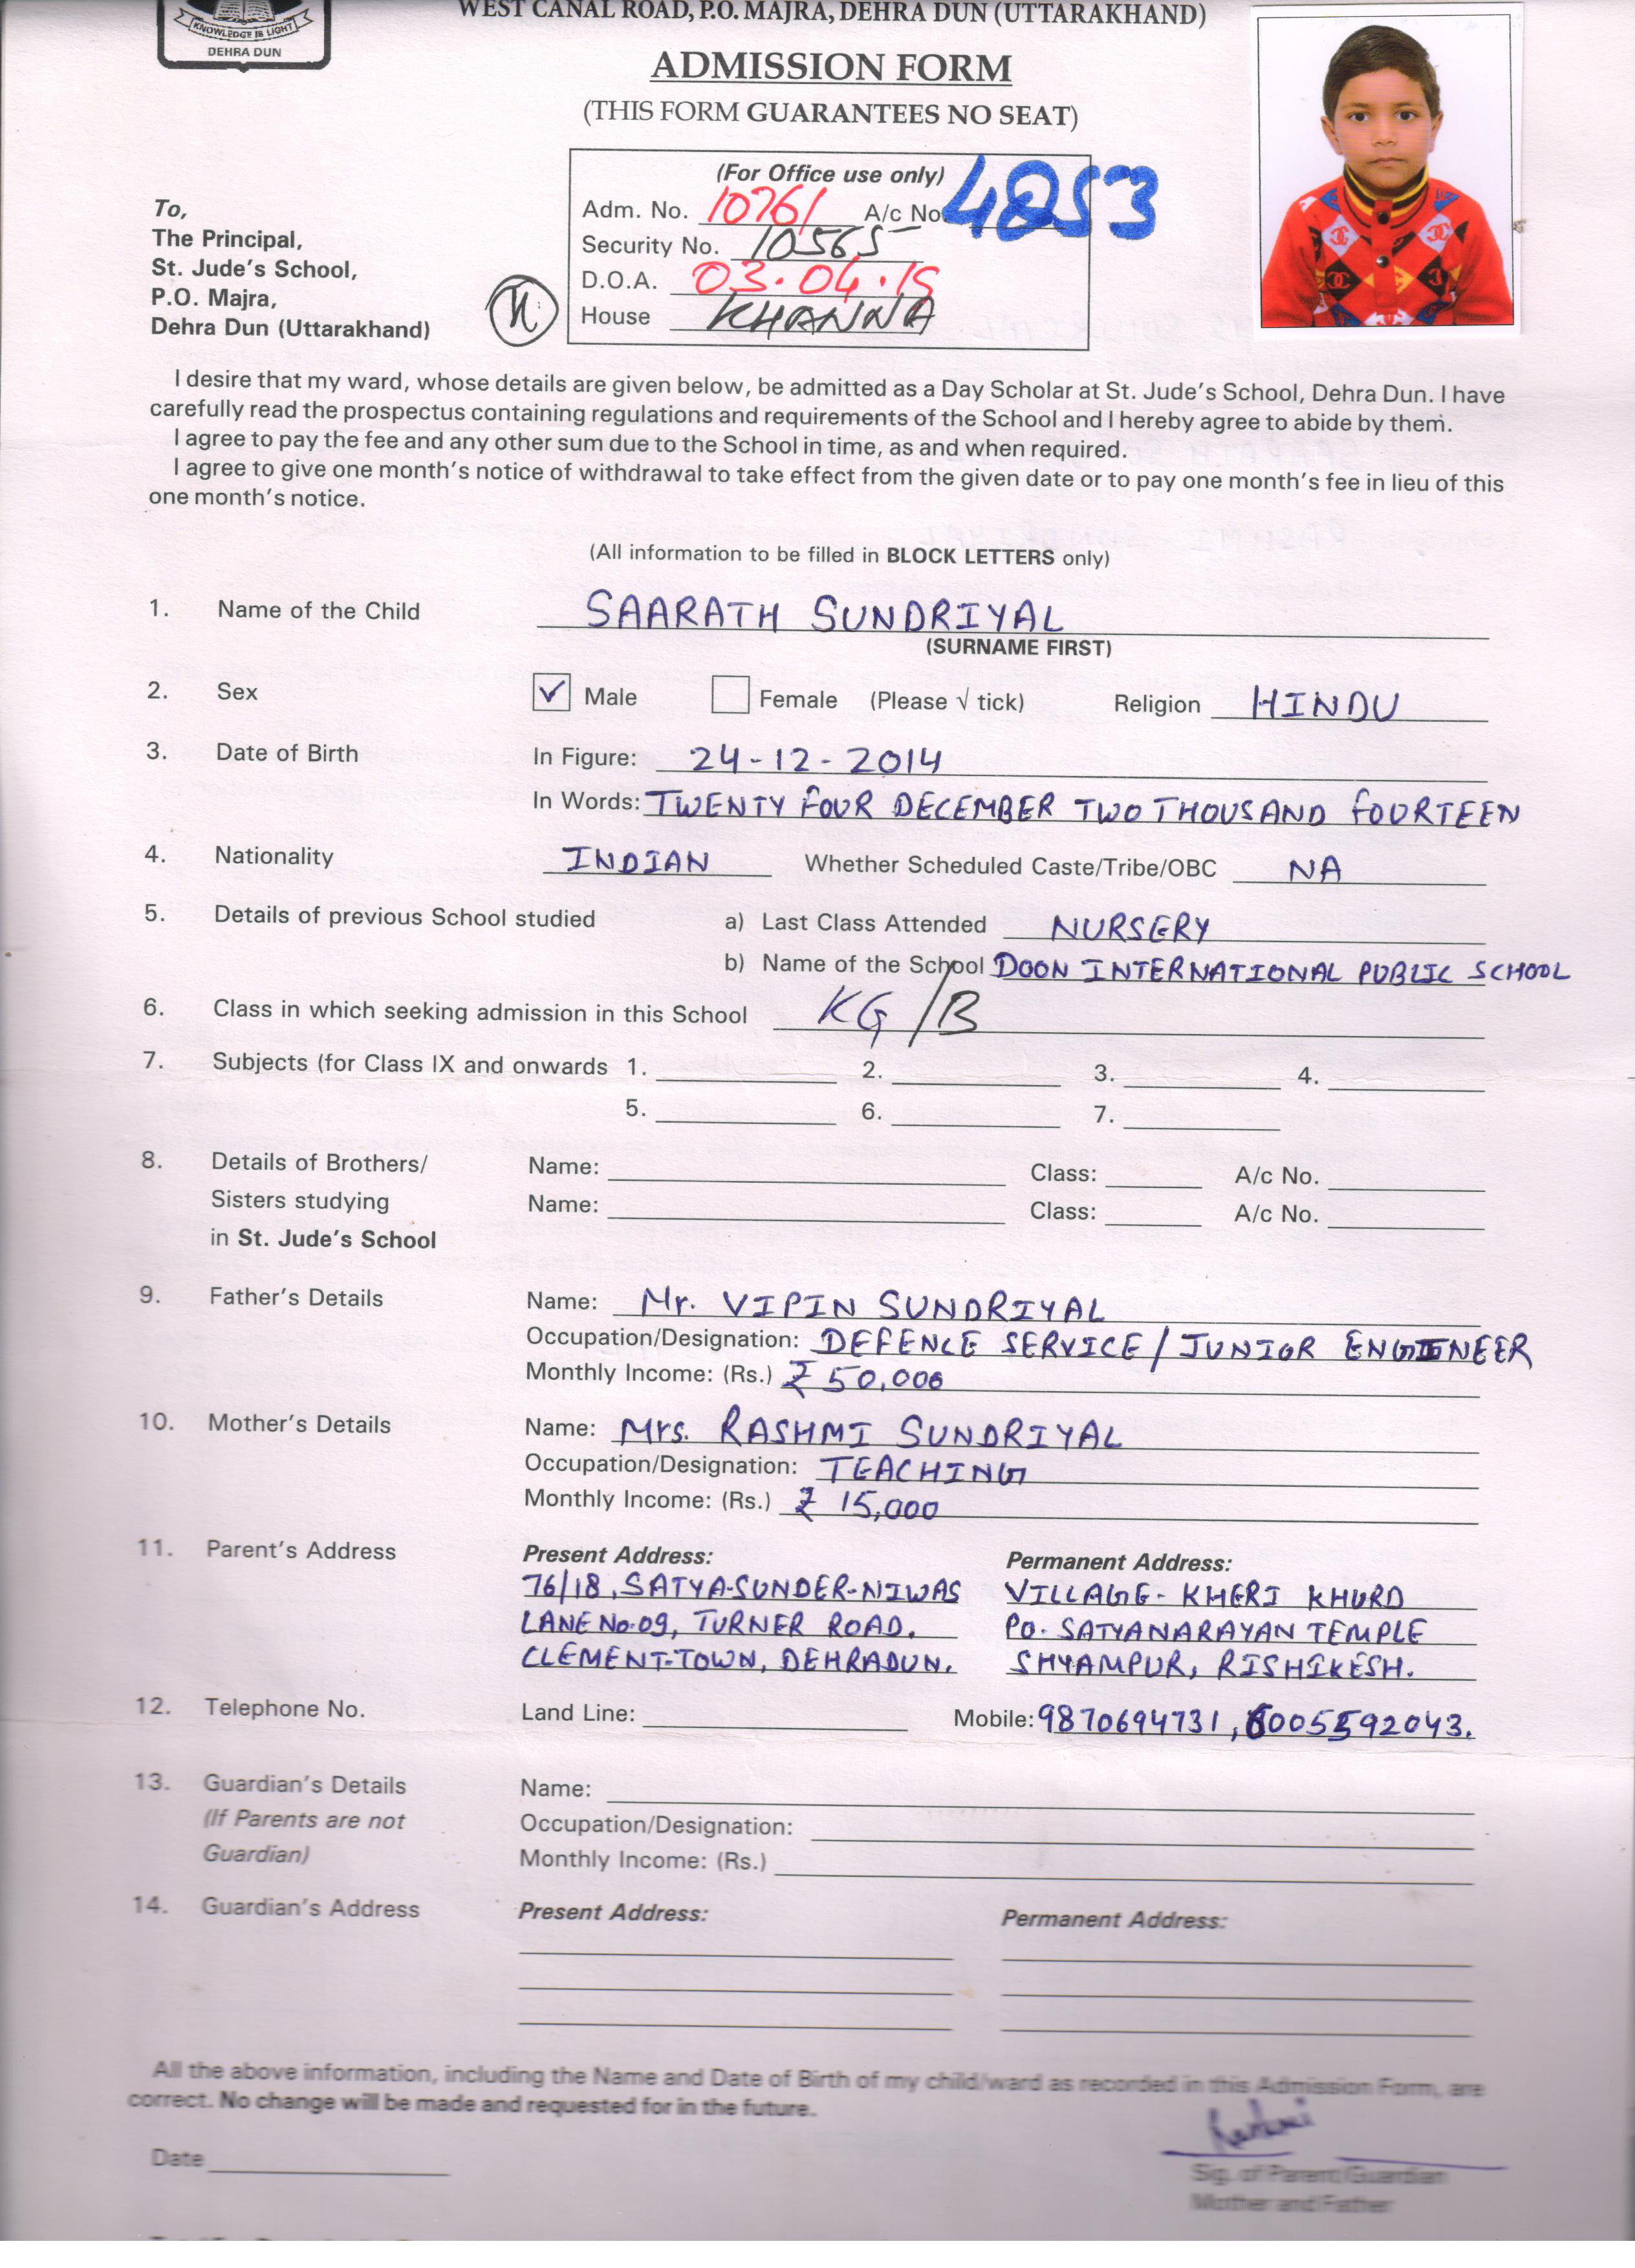 WEST CANAL ROAD, P.O. MAJRA, DEHRA DUN (UTTARAKHAND)
KNOWLEDGE IS LIGHT
DEHRA DUN
ADMISSION FORM
(THIS FORM GUARANTEES NO SEAT)
(For Office use only)
Adm. No. 10761 A/c No. 4853
Security No. 10565
D.O.A. 03.04.19
House KHANNA
To,
The Principal,
St. Jude's School,
P.O. Majra,
Dehra Dun (Uttarakhand)
I desire that my ward, whose details are given below, be admitted as a Day Scholar at St. Jude's School, Dehra Dun. I have
carefully read the prospectus containing regulations and requirements of the School and I hereby agree to abide by them.
I agree to pay the fee and any other sum due to the School in time, as and when required.
I agree to give one month's notice of withdrawal to take effect from the given date or to pay one month's fee in lieu of this
one month's notice.
(All information to be filled in BLOCK LETTERS only)
1. Name of the Child SAARATH SUNDRIYAL
(SURNAME FIRST)
2. Sex ✓ Male Female (Please √ tick) Religion HINDU
3. Date of Birth In Figure: 24-12-2014
In Words: TWENTY FOUR DECEMBER TWO THOUSAND FOURTEEN
4. Nationality INDIAN Whether Scheduled Caste/Tribe/OBC NA
5. Details of previous School studied a) Last Class Attended NURSERY
b) Name of the School DOON INTERNATIONAL PUBLIC SCHOOL
6. Class in which seeking admission in this School KG/B
7. Subjects (for Class IX and onwards 1. 2. 3. 4.
5. 6. 7.
8. Details of Brothers/ Name: Class: A/c No.
Sisters studying Name: Class: A/c No.
in St. Jude's School
9. Father's Details Name: Mr. VIPIN SUNDRIYAL
Occupation/Designation: DEFENCE SERVICE / JUNIOR ENGINEER
Monthly Income: (Rs.) ₹ 50,000
10. Mother's Details Name: Mrs. RASHMI SUNDRIYAL
Occupation/Designation: TEACHING
Monthly Income: (Rs.) ₹ 15,000
11. Parent's Address Present Address: Permanent Address:
76/18, SATYA-SUNDER-NIWAS VILLAGE- KHERI KHURD
LANE No.09, TURNER ROAD. PO. SATYANARAYAN TEMPLE
CLEMENT-TOWN, DEHRADUN. SHYAMPUR, RISHIKESH.
12. Telephone No. Land Line: Mobile: 9870694731, 6005592043.
13. Guardian's Details Name:
(If Parents are not Occupation/Designation:
Guardian) Monthly Income: (Rs.)
14. Guardian's Address Present Address: Permanent Address:
All the above information, including the Name and Date of Birth of my child/ward as recorded in this Admission Form, are
correct. No change will be made and requested for in the future.
Date
Sig. of Parent/Guardian
Mother and Father